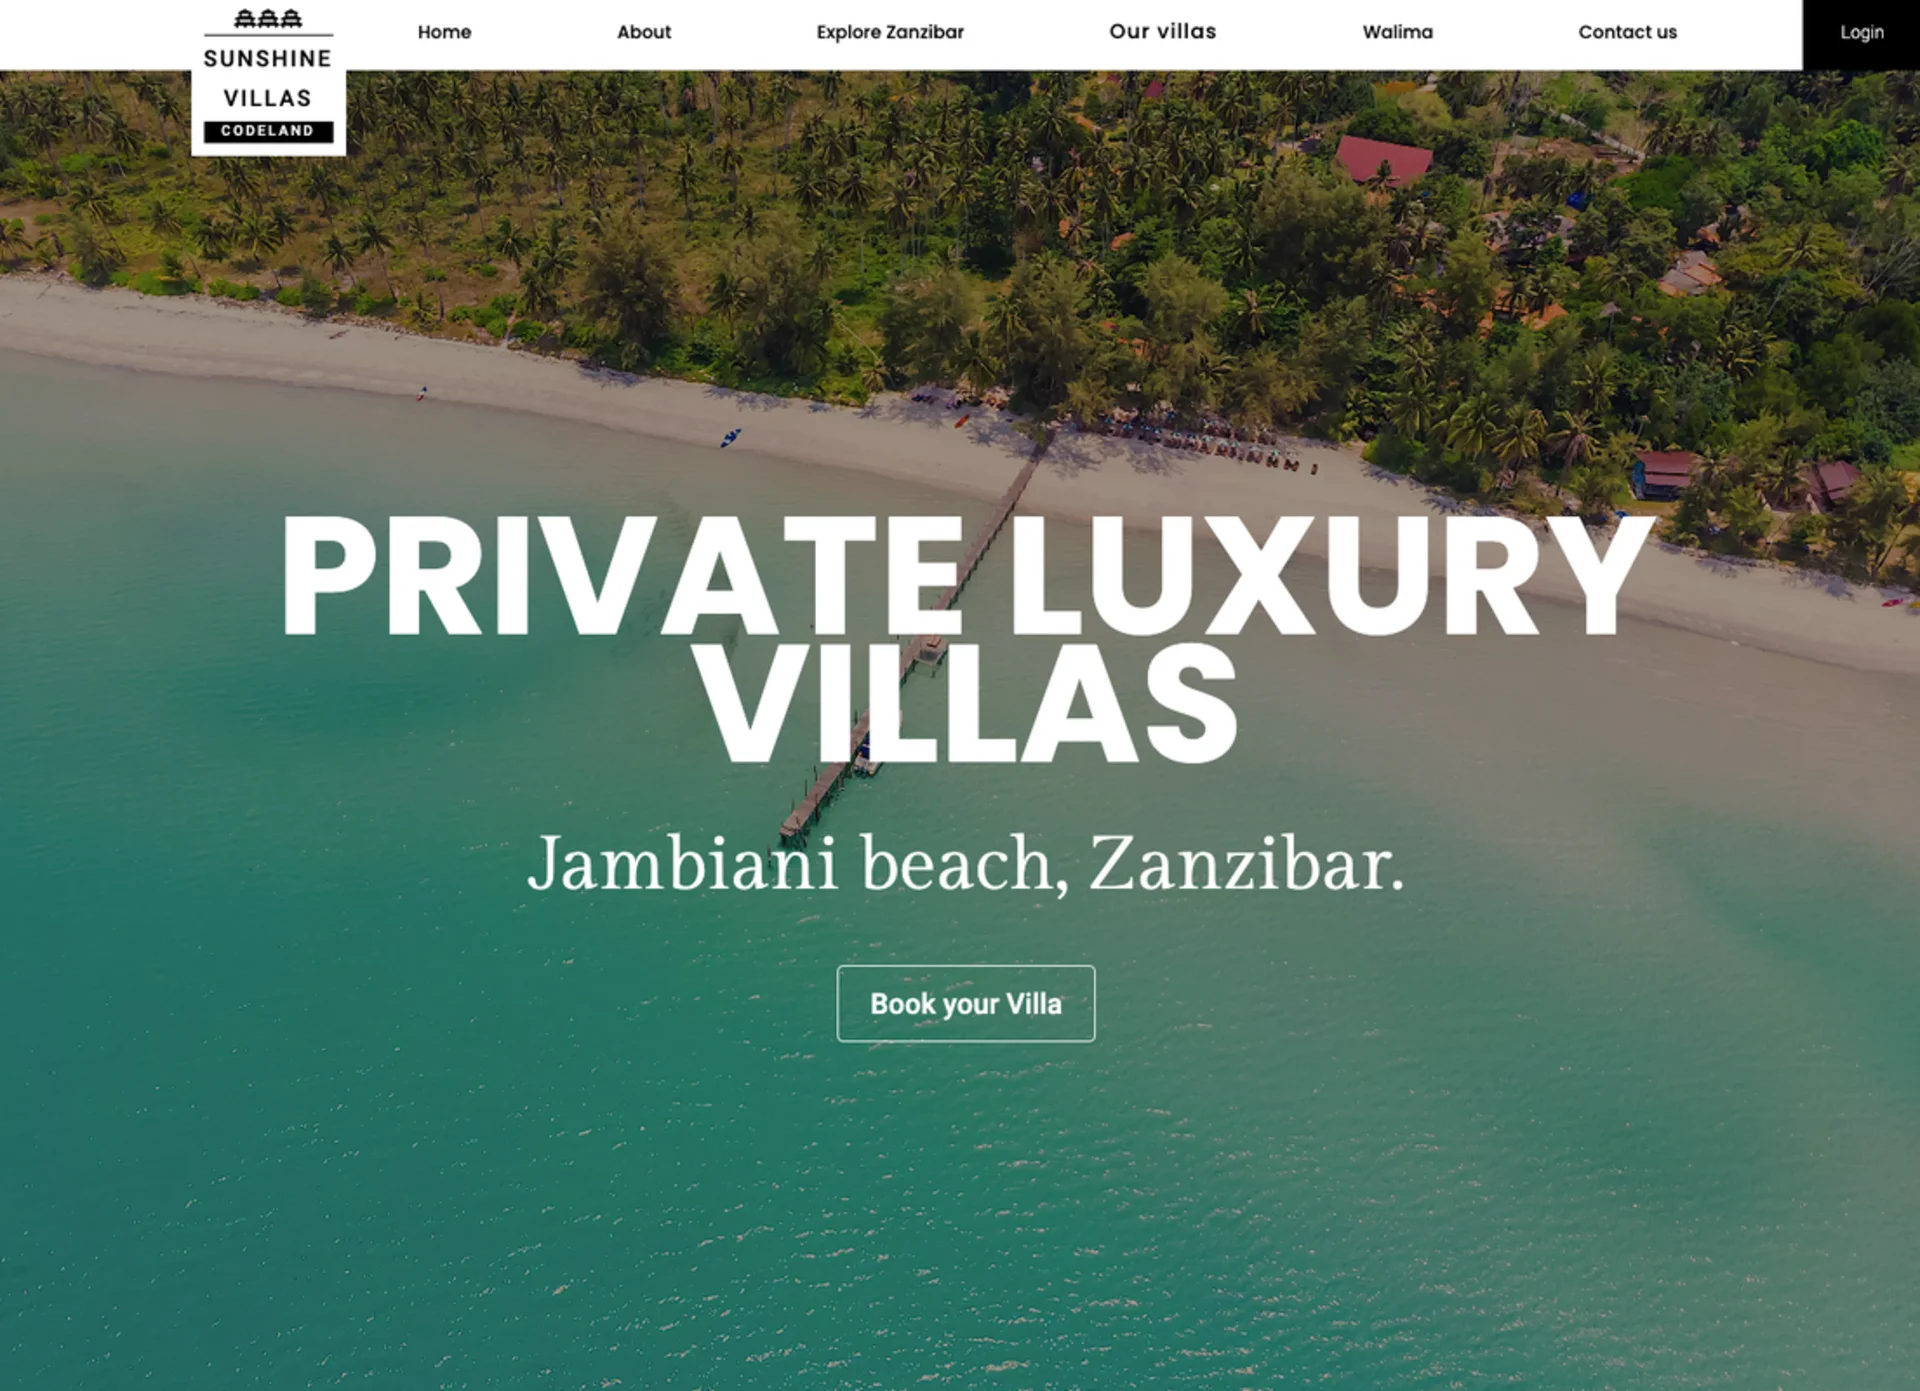 SUNSHINE
VILLAS
CODELAND
Home About Explore Zanzibar Our villas Walima Contact us Login
PRIVATE LUXURY
VILLAS
Jambiani beach, Zanzibar.
Book your Villa